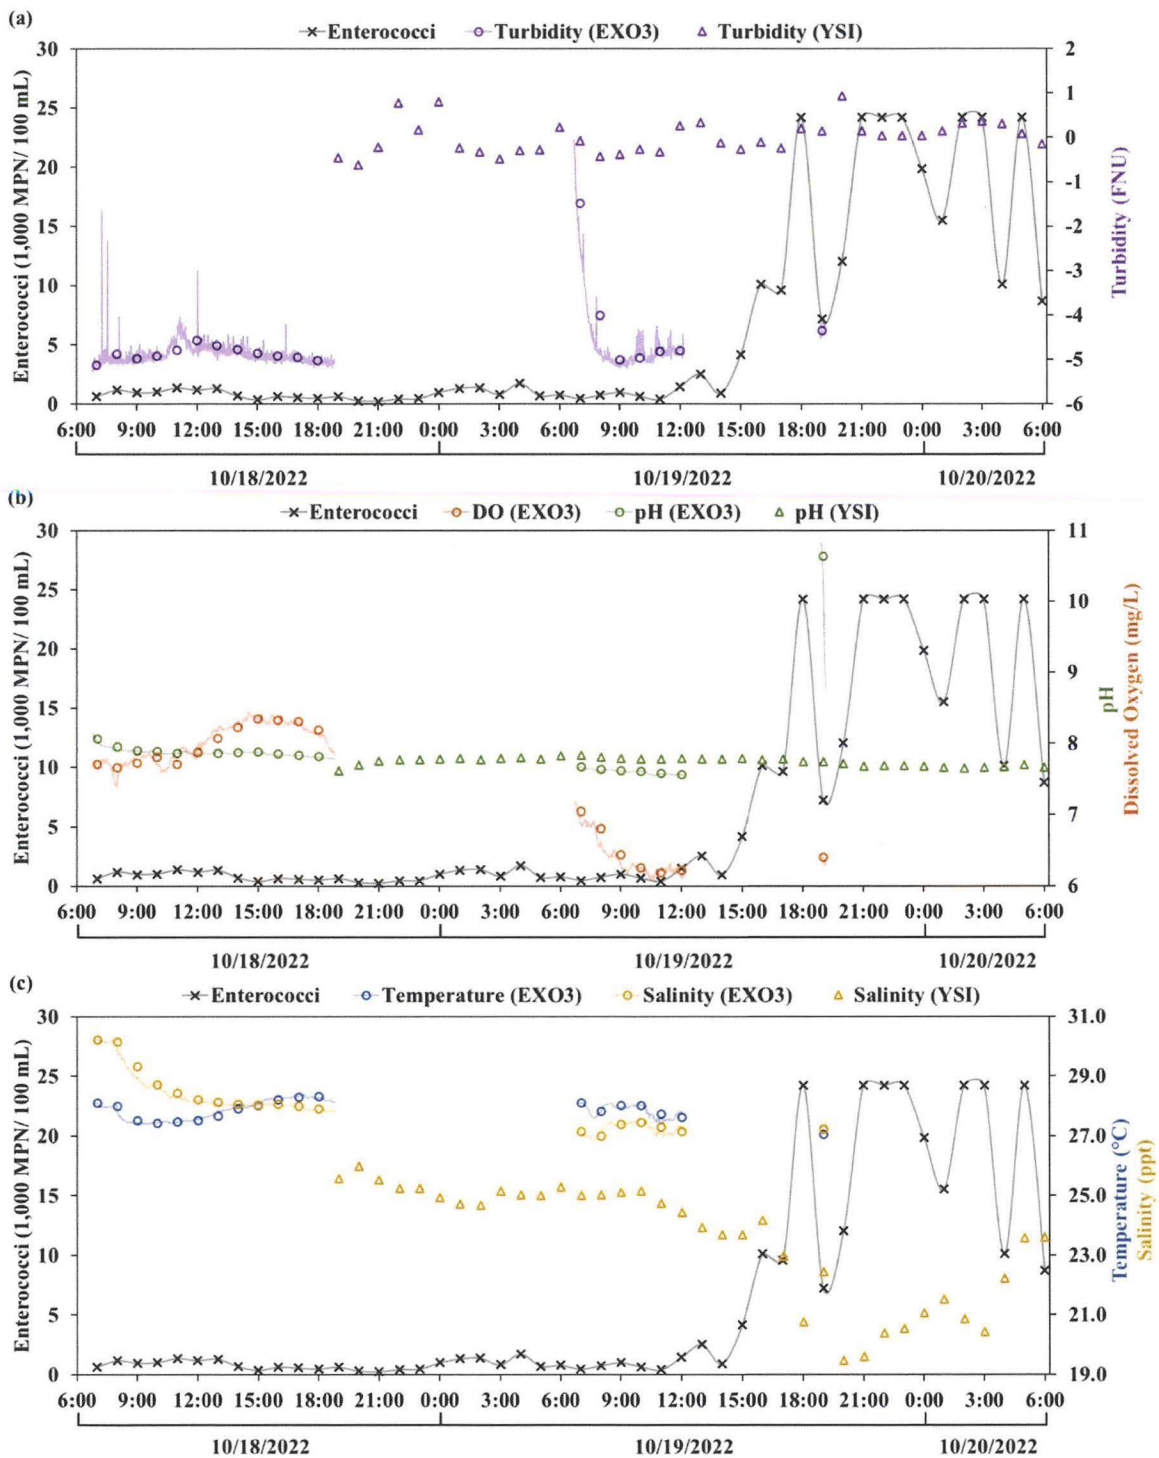 (a)
Enterococci Turbidity (EXO3) Turbidity (YSI)
Enterococci (1,000 MPN/ 100 mL)
30
25
20
15
10
5
0
2
1
0
-1
-2
-3
-4
-5
-6
Turbidity (FNU)
6:00 9:00 12:00 15:00 18:00 21:00 0:00 3:00 6:00 9:00 12:00 15:00 18:00 21:00 0:00 3:00 6:00
10/18/2022 10/19/2022 10/20/2022
(b)
Enterococci DO (EXO3) pH (EXO3) pH (YSI)
Enterococci (1,000 MPN/ 100 mL)
30
25
20
15
10
5
0
11
10
9
8
7
6
pH
Dissolved Oxygen (mg/L)
6:00 9:00 12:00 15:00 18:00 21:00 0:00 3:00 6:00 9:00 12:00 15:00 18:00 21:00 0:00 3:00 6:00
10/18/2022 10/19/2022 10/20/2022
(c)
Enterococci Temperature (EXO3) Salinity (EXO3) Salinity (YSI)
Enterococci (1,000 MPN/ 100 mL)
30
25
20
15
10
5
0
31.0
29.0
27.0
25.0
23.0
21.0
19.0
Temperature (°C)
Salinity (ppt)
6:00 9:00 12:00 15:00 18:00 21:00 0:00 3:00 6:00 9:00 12:00 15:00 18:00 21:00 0:00 3:00 6:00
10/18/2022 10/19/2022 10/20/2022